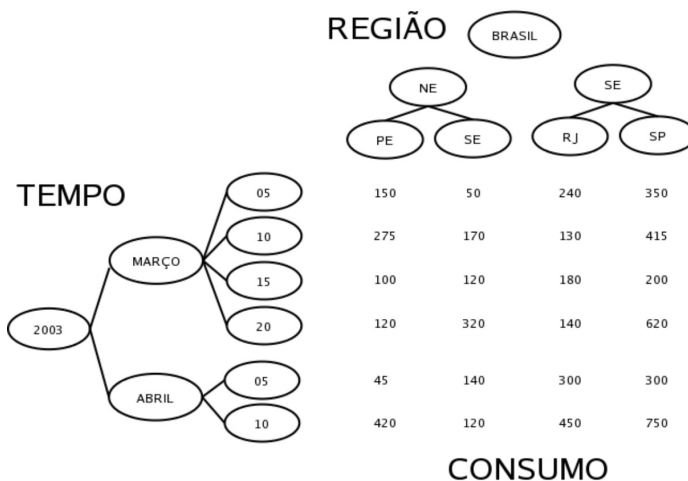 REGIÃO BRASIL
NE SE
PE SE RJ SP
TEMPO
05 150 50 240 350
10 275 170 130 415
MARÇO
15 100 120 180 200
20 120 320 140 620
2003
05 45 140 300 300
ABRIL
10 420 120 450 750
CONSUMO